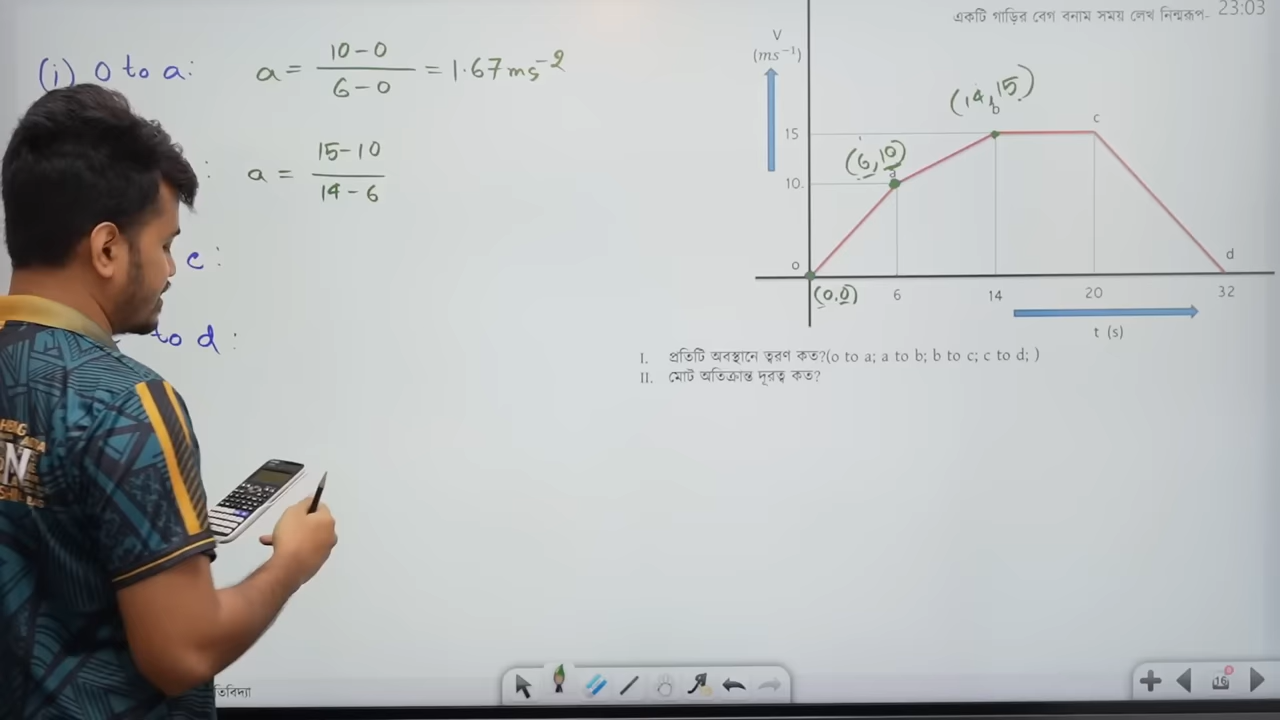 23:03
একটি গাড়ির বেগ বনাম সময় লেখ নিন্মরূপ-
(i) 0 to a: a = 10-0 / 6-0 = 1.67 ms⁻²
: a = 15-10 / 14-6
c :
to d :
V
(ms⁻¹)
(14, 15)
b
c
15
(6, 10)
a
10
o
d
(0,0)
6
14
20
32
t (s)
I. প্রতিটি অবস্থানে ত্বরণ কত?(o to a; a to b; b to c; c to d; )
II. মোট অতিক্রান্ত দূরত্ব কত?
N
তিবিদ্যা
16